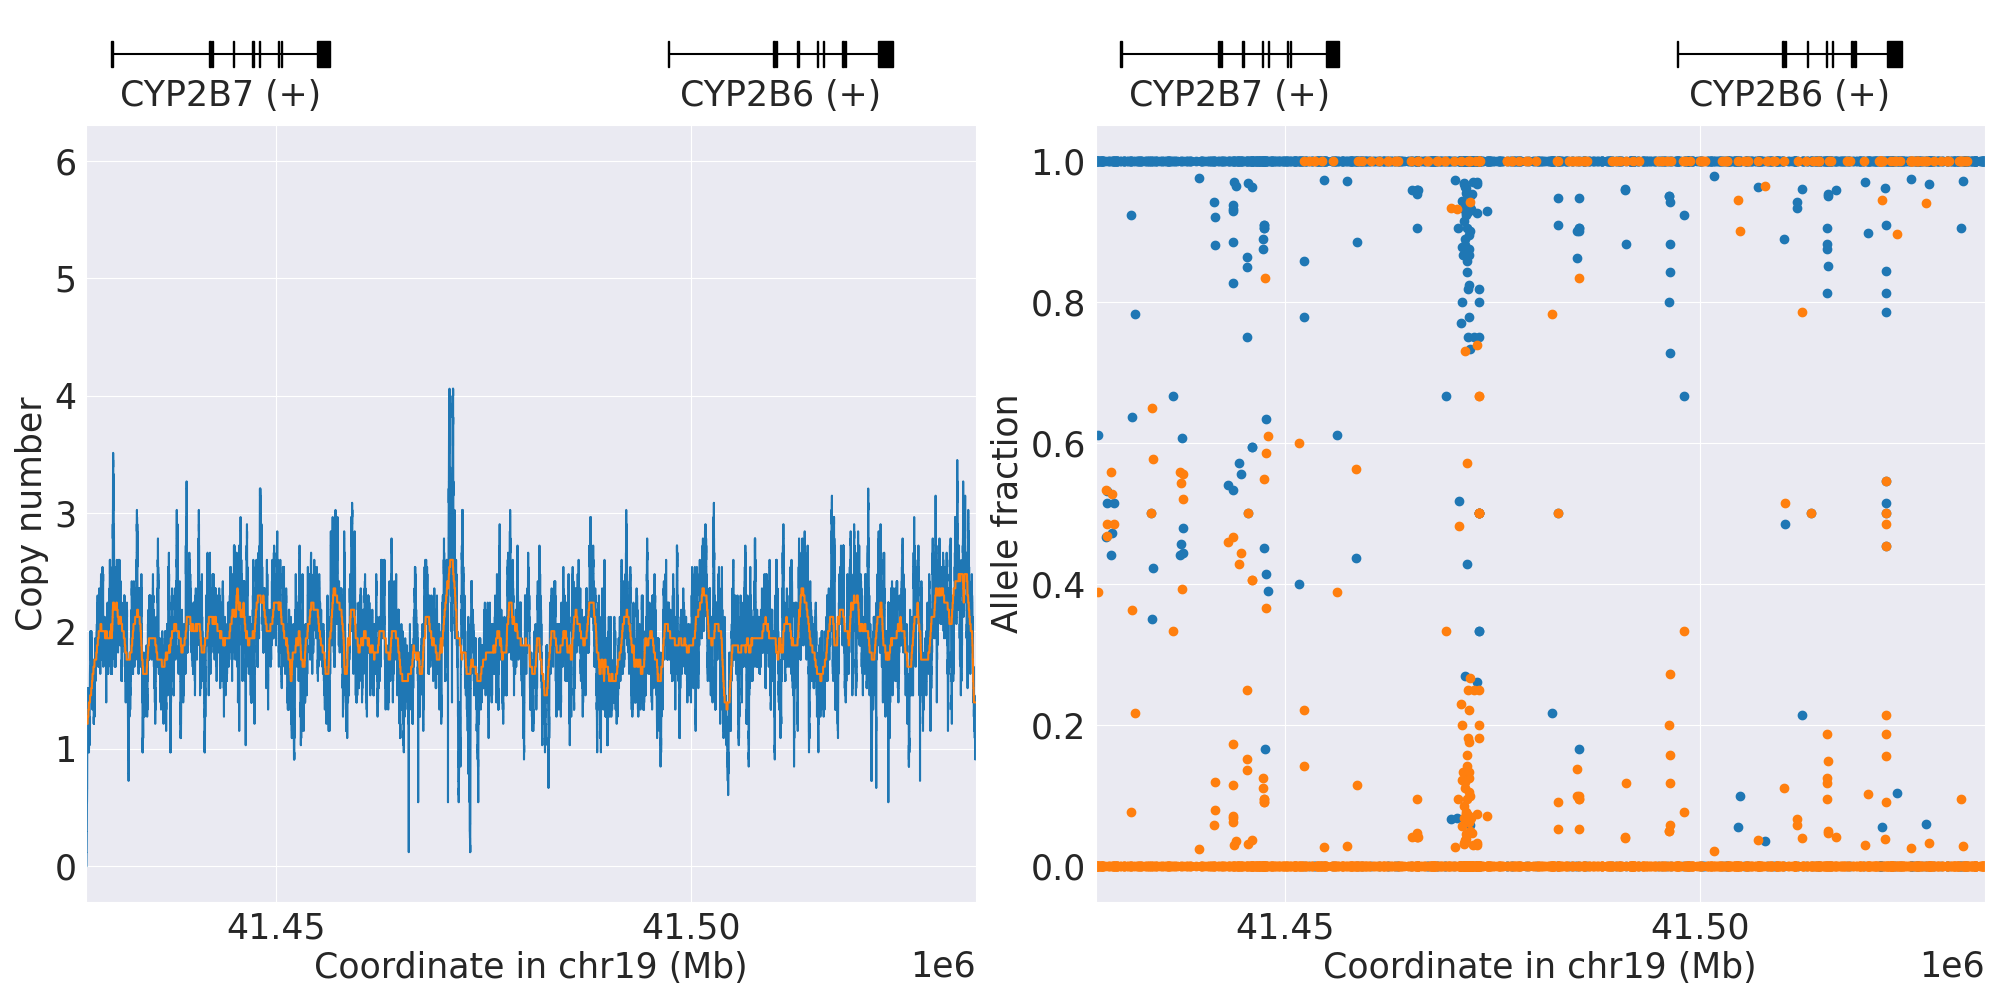 CYP2B7 (+)
CYP2B6 (+)
6
5
4
3
2
1
0
Copy number
41.45
41.50
Coordinate in chr19 (Mb)
1e6
CYP2B7 (+)
CYP2B6 (+)
1.0
0.8
0.6
0.4
0.2
0.0
Allele fraction
41.45
41.50
Coordinate in chr19 (Mb)
1e6